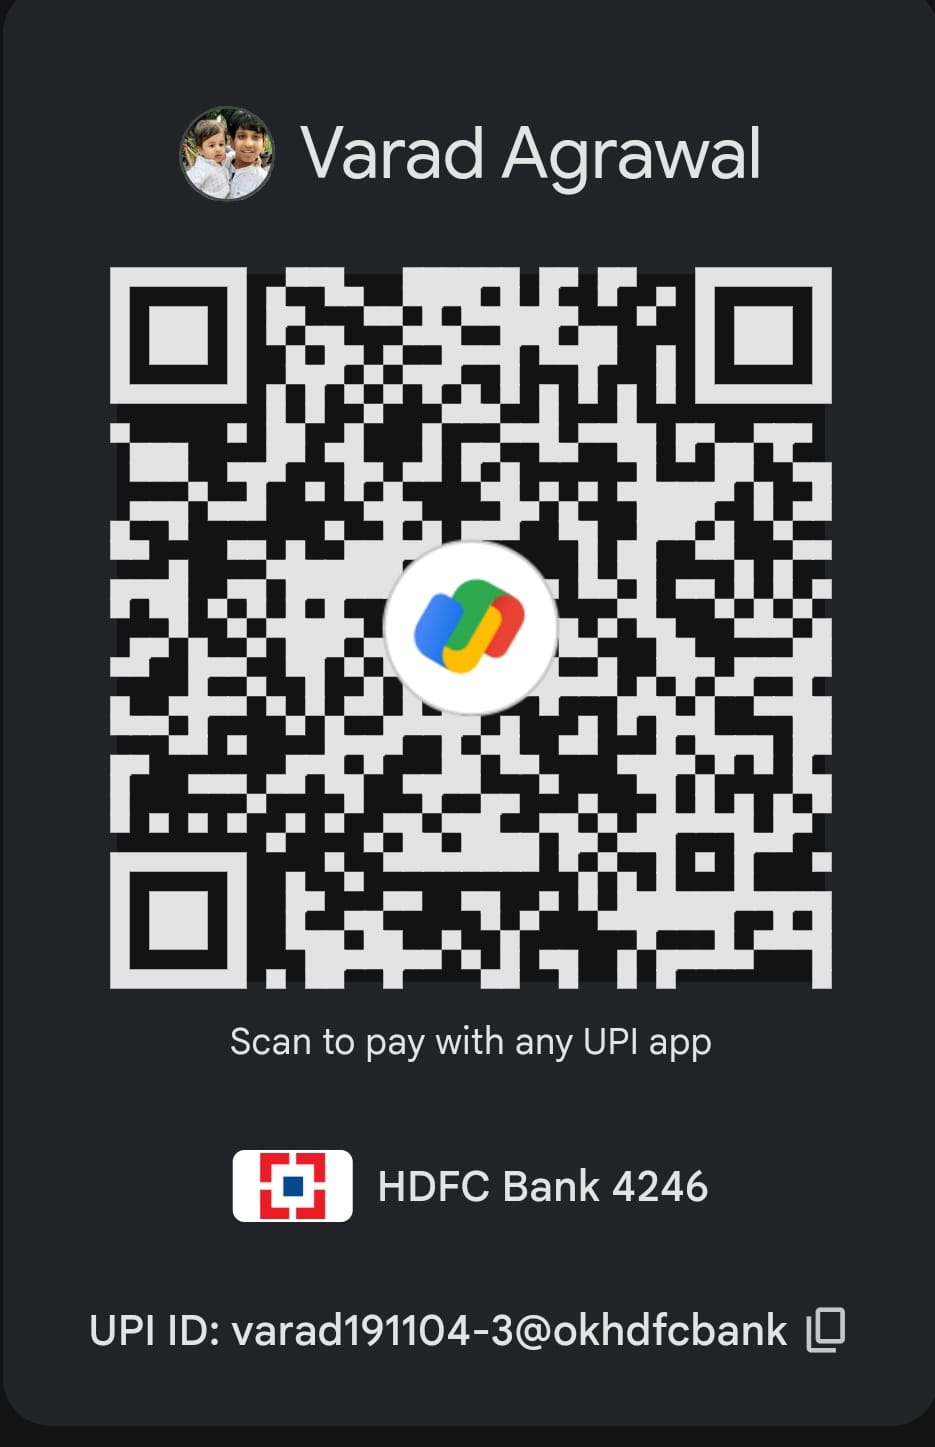 Varad Agrawal
Scan to pay with any UPI app
HDFC Bank 4246
UPI ID: varad191104-3@okhdfcbank